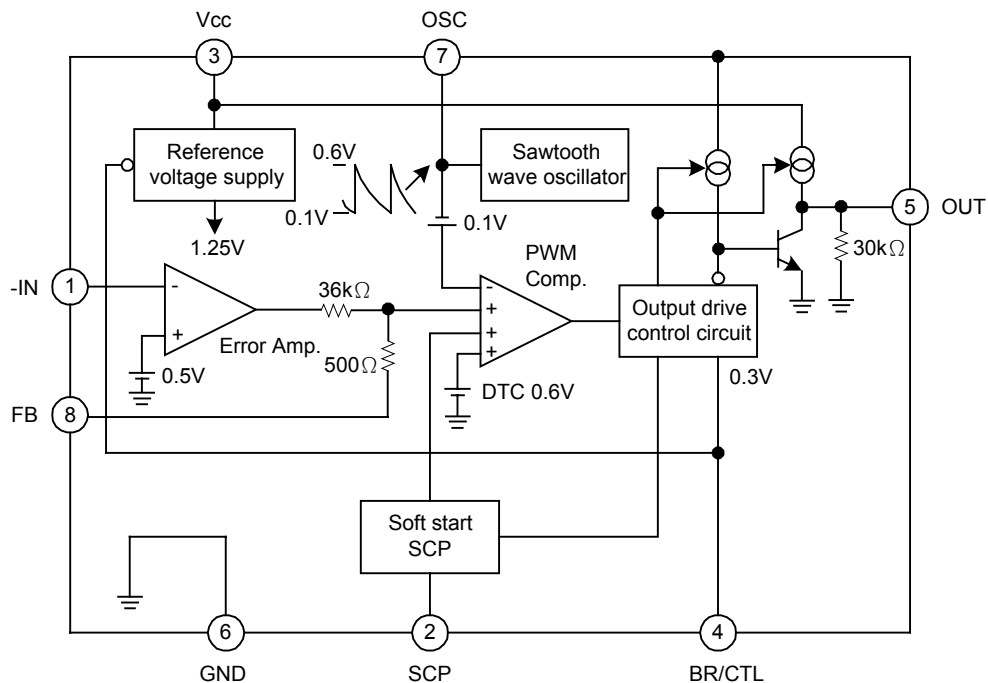 Vcc
OSC
3
7
Reference
voltage supply
0.6V
0.1V
Sawtooth
wave oscillator
1.25V
0.1V
5
OUT
30kΩ
-IN
1
-
+
0.5V
Error Amp.
36kΩ
500Ω
PWM
Comp.
-
+
+
+
DTC 0.6V
Output drive
control circuit
0.3V
FB
8
Soft start
SCP
6
2
4
GND
SCP
BR/CTL